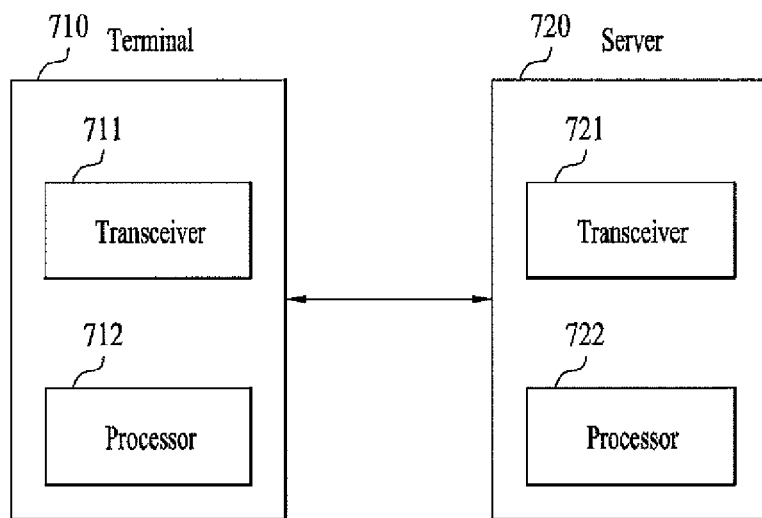 710 Terminal
720 Server
711
Transceiver
721
Transceiver
712
Processor
722
Processor